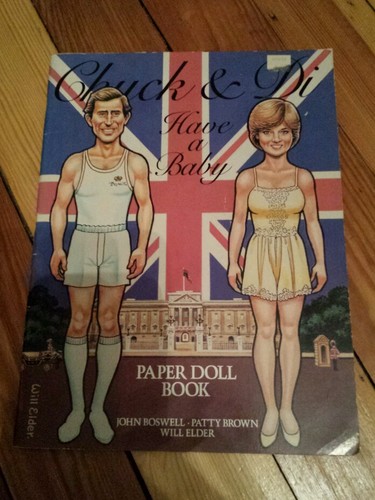 Chuck & Di
Have
a
Baby
PAPER DOLL
BOOK
JOHN BOSWELL · PATTY BROWN
WILL ELDER
Will Elder